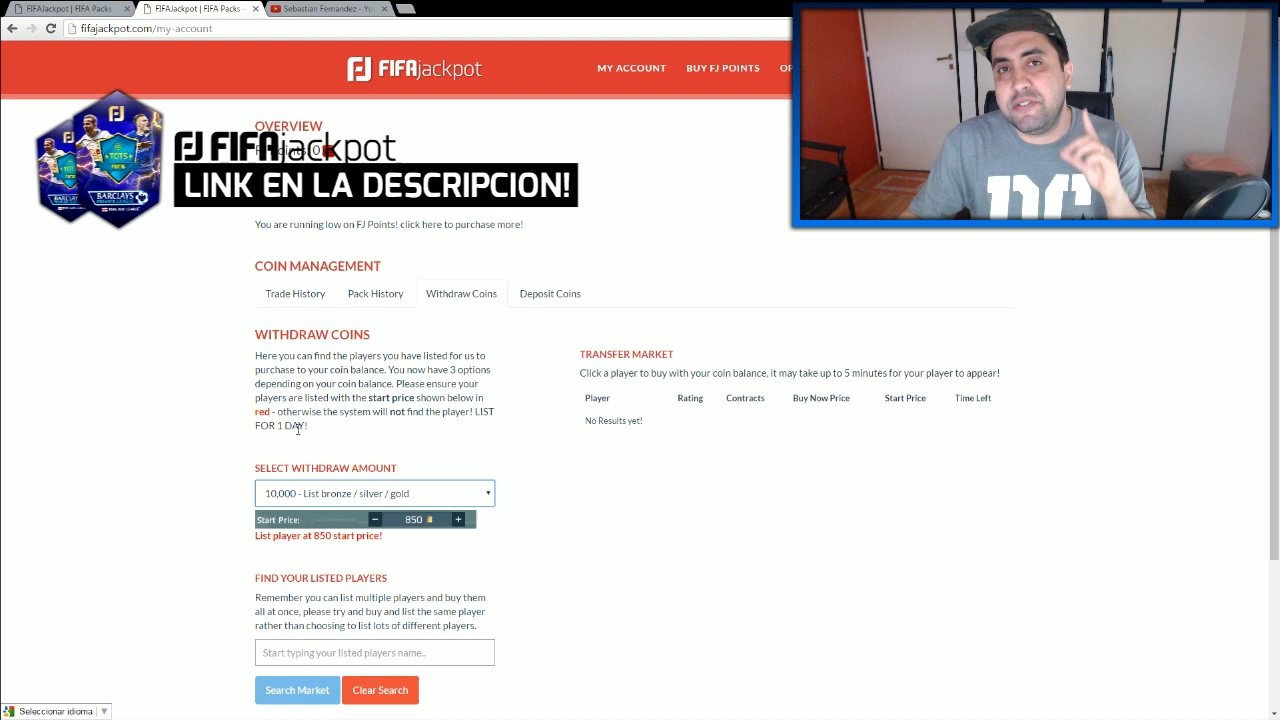 FIFAJackpot | FIFA Packs
FIFAJackpot | FIFA Packs -
Sebastian Fernandez - Yo
fifajackpot.com/my-account
FJ FIFAjackpot
MY ACCOUNT
BUY FJ POINTS
OP
OVERVIEW
FJ FIFAjackpot
LINK EN LA DESCRIPCION!
TOTS
BARCLAYS
PREMIER LEAGUE
You are running low on FJ Points! click here to purchase more!
COIN MANAGEMENT
Trade History
Pack History
Withdraw Coins
Deposit Coins
WITHDRAW COINS
Here you can find the players you have listed for us to
purchase to your coin balance. You now have 3 options
depending on your coin balance. Please ensure your
players are listed with the start price shown below in
red - otherwise the system will not find the player! LIST
FOR 1 DAY!
TRANSFER MARKET
Click a player to buy with your coin balance, it may take up to 5 minutes for your player to appear!
Player Rating Contracts Buy Now Price Start Price Time Left
No Results yet!
SELECT WITHDRAW AMOUNT
10,000 - List bronze / silver / gold
Start Price: − 850 +
List player at 850 start price!
FIND YOUR LISTED PLAYERS
Remember you can list multiple players and buy them
all at once, please try and buy and list the same player
rather than choosing to list lots of different players.
Start typing your listed players name..
Search Market
Clear Search
Seleccionar idioma